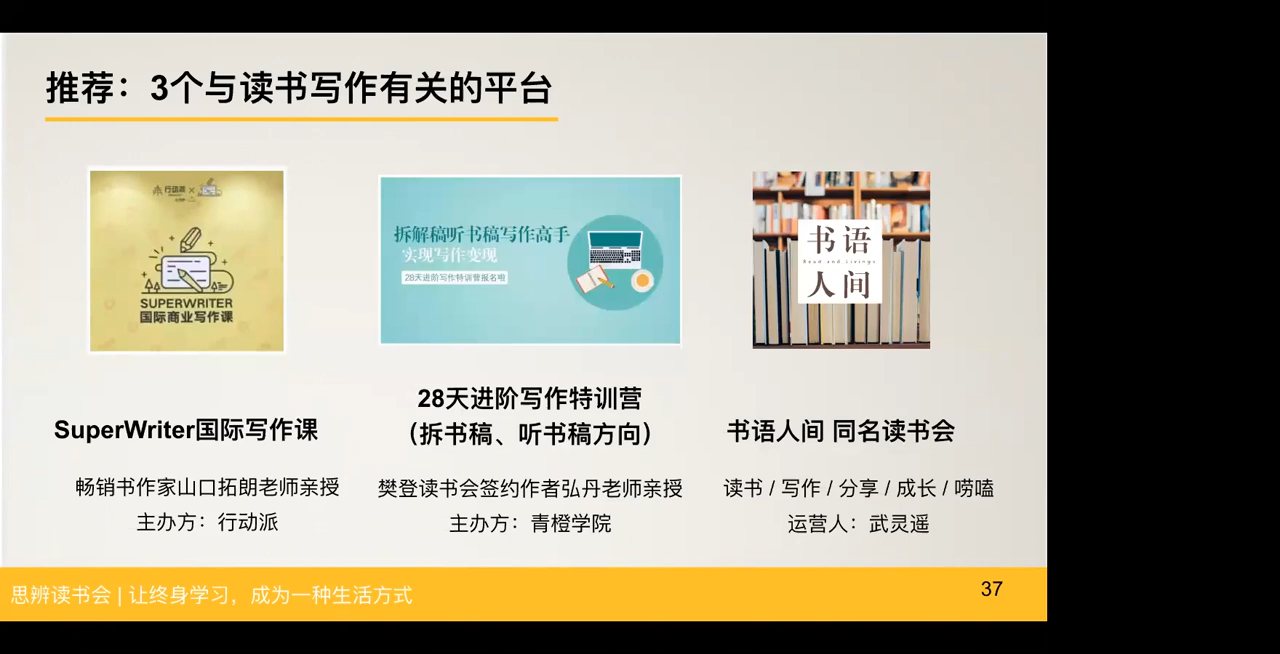 推荐：3个与读书写作有关的平台
行动派 ×
SUPERWRITER
国际商业写作课
拆解稿听书稿写作高手
实现写作变现
28天进阶写作特训营报名啦
书语
Read and Livings
人间
SuperWriter国际写作课
28天进阶写作特训营
（拆书稿、听书稿方向）
书语人间 同名读书会
畅销书作家山口拓朗老师亲授
主办方：行动派
樊登读书会签约作者弘丹老师亲授
主办方：青橙学院
读书 / 写作 / 分享 / 成长 / 唠嗑
运营人：武灵遥
思辨读书会 | 让终身学习，成为一种生活方式
37